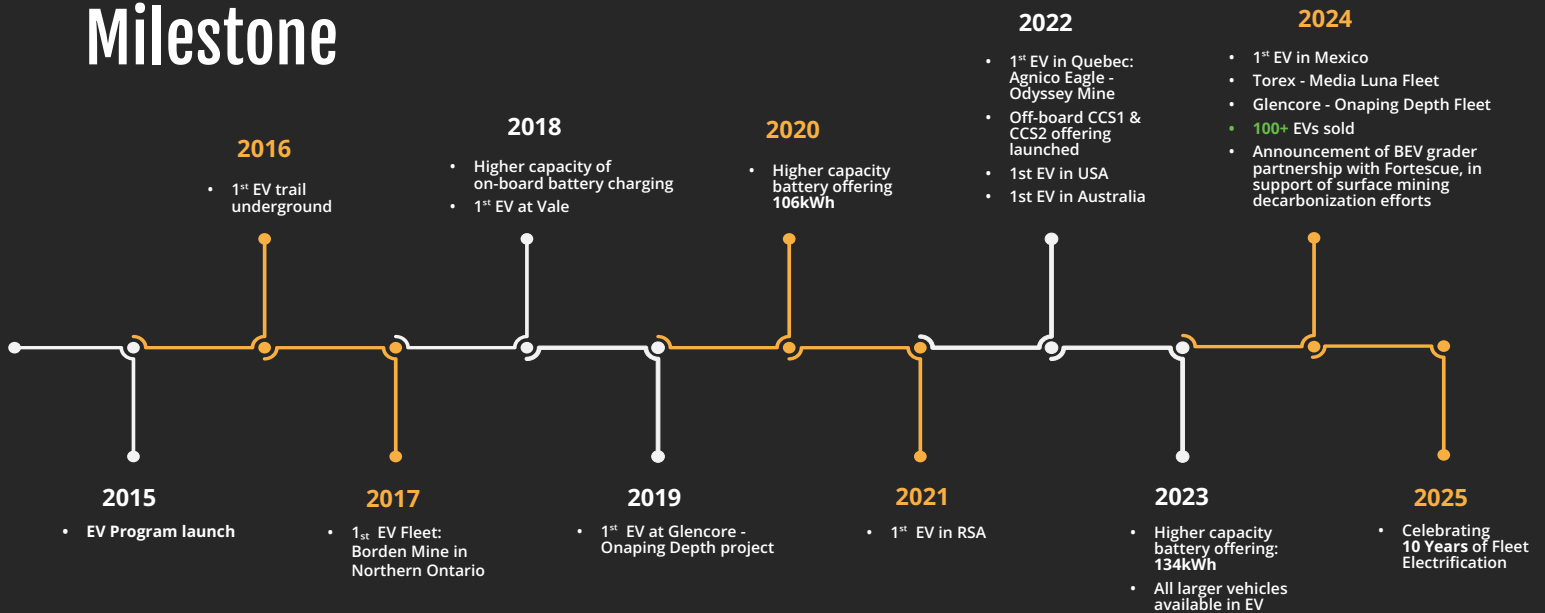 Milestone
2015
• EV Program launch
2016
• 1st EV trail
underground
2017
• 1st EV Fleet:
Borden Mine in
Northern Ontario
2018
• Higher capacity of
on-board battery charging
• 1st EV at Vale
2019
• 1st EV at Glencore -
Onaping Depth project
2020
• Higher capacity
battery offering
106kWh
2021
• 1st EV in RSA
2022
• 1st EV in Quebec:
Agnico Eagle -
Odyssey Mine
• Off-board CCS1 &
CCS2 offering
launched
• 1st EV in USA
• 1st EV in Australia
2023
• Higher capacity
battery offering:
134kWh
• All larger vehicles
available in EV
2024
• 1st EV in Mexico
• Torex - Media Luna Fleet
• Glencore - Onaping Depth Fleet
• 100+ EVs sold
• Announcement of BEV grader
partnership with Fortescue, in
support of surface mining
decarbonization efforts
2025
• Celebrating
10 Years of Fleet
Electrification